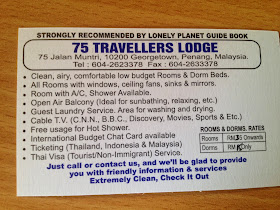 STRONGLY RECOMMENDED BY LONELY PLANET GUIDE BOOK
75 TRAVELLERS LODGE
75 Jalan Muntri, 10200 Georgetown, Penang, Malaysia.
Tel : 604-2623378 Fax : 604-2633378
• Clean, airy, comfortable low budget Rooms & Dorm Beds.
• All Rooms with windows, ceiling fans, sinks & mirrors.
• Room with A/C, Shower Available.
• Open Air Balcony (Ideal for sunbathing, relaxing, etc.)
• Guest Laundry Service. Area for washing and drying.
• Cable T.V. (C.N.N., B.B.C., Discovery, Movies, Sports & Etc.)
• Free usage for Hot Shower.
• International Budget Chat Card available
• Ticketing (Thailand, Indonesia & Malaysia)
• Thai Visa (Tourist/Non-Immigrant) Service.
ROOMS & DORMS. RATES
Rooms RM 35 Onwards
Dorms RM Only
Just call or contact us, and we'll be glad to provide
you with friendly information & services
Extremely Clean, Check It Out